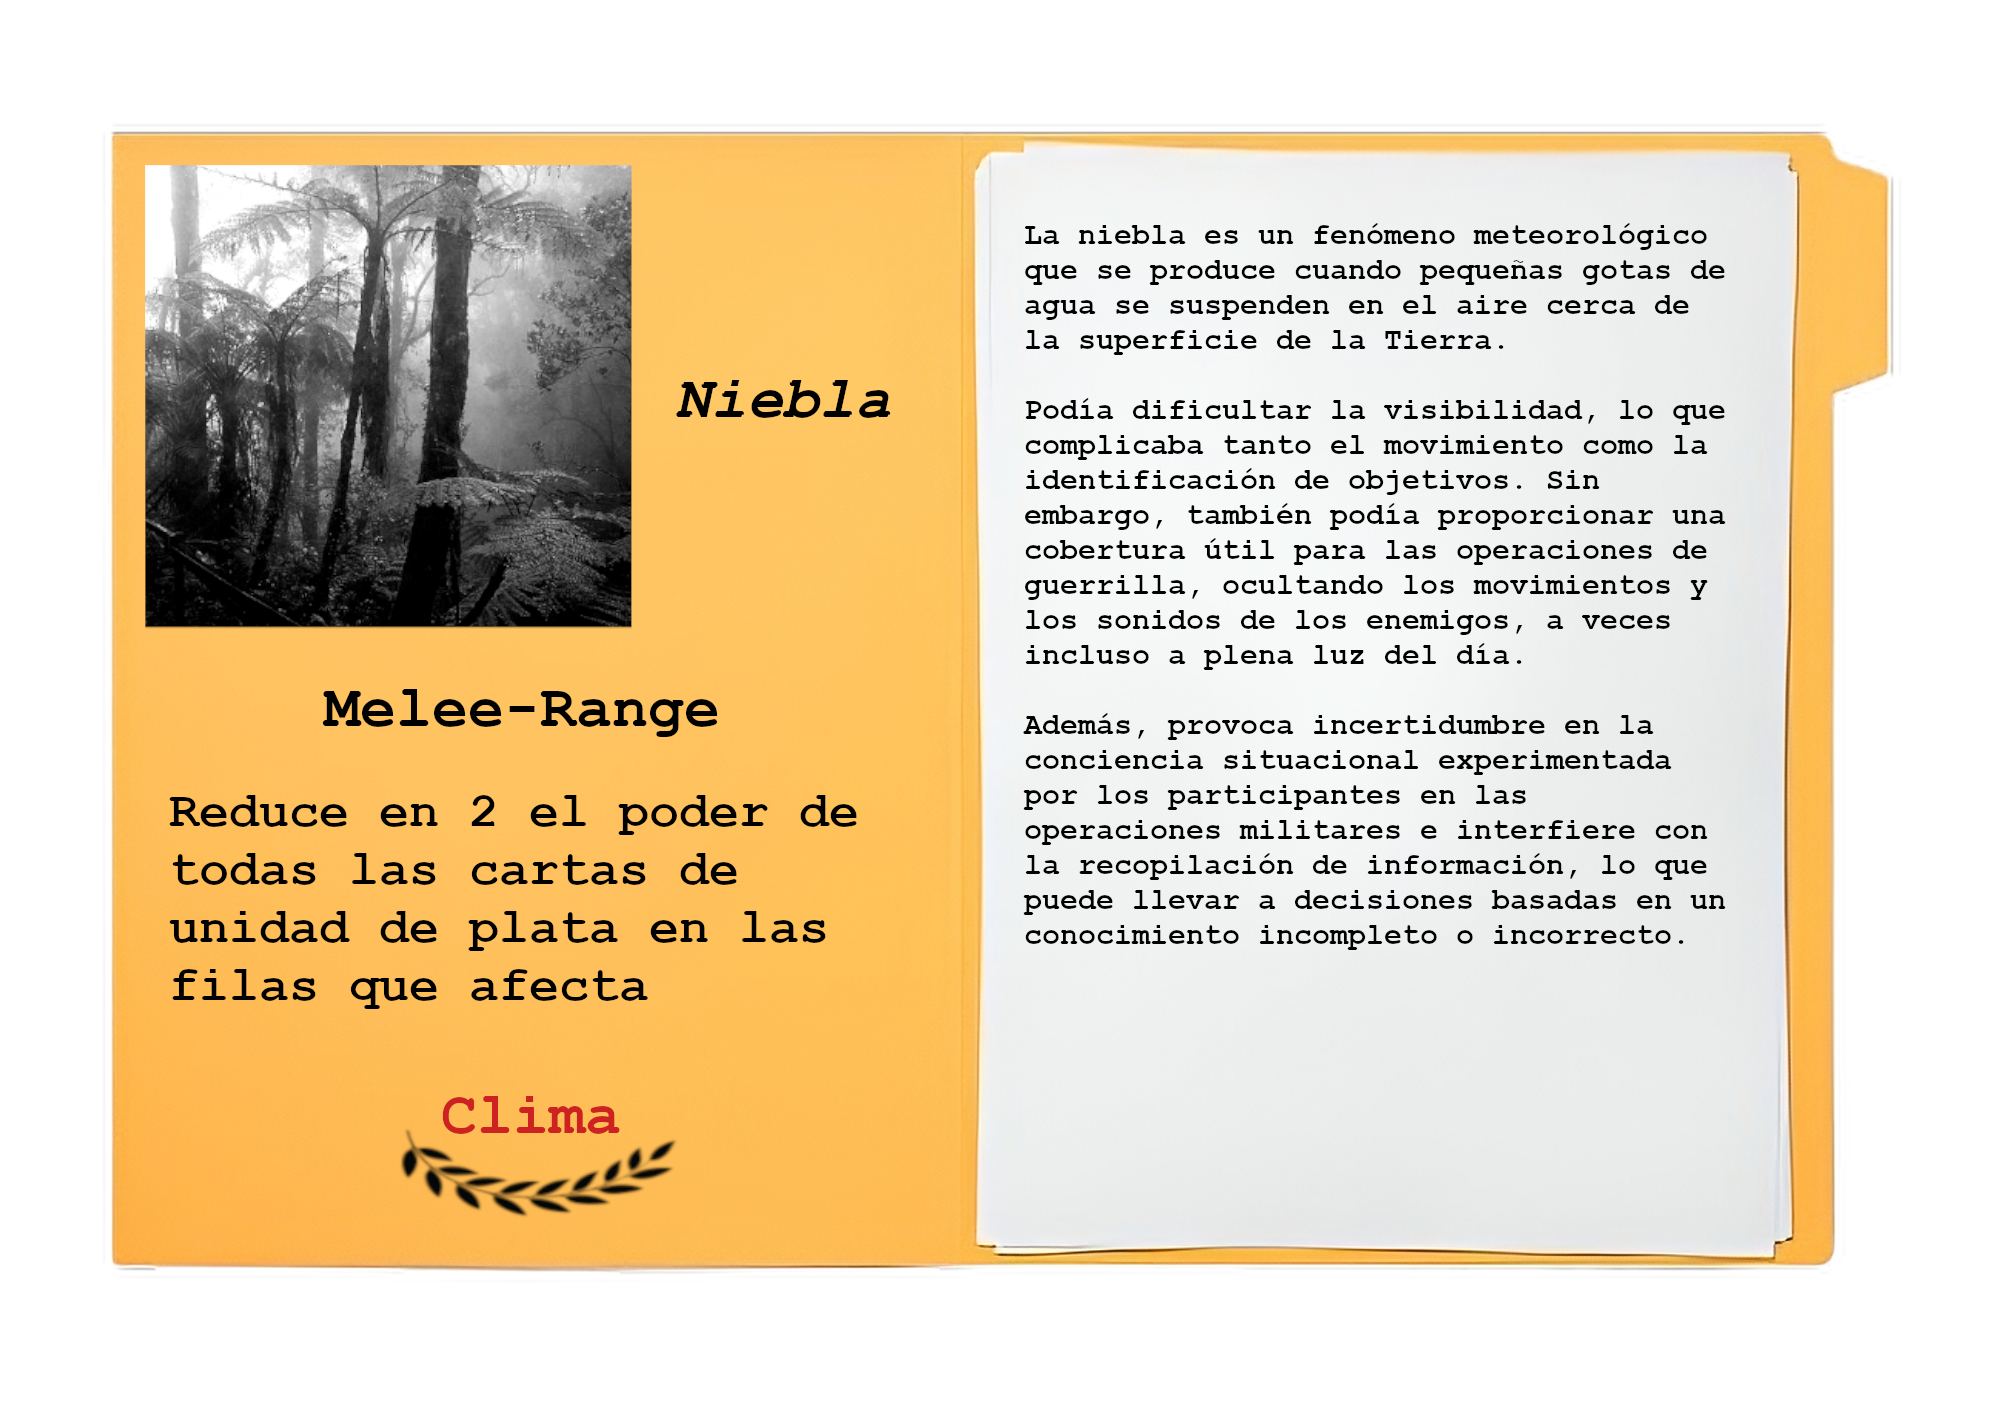 Niebla
Melee-Range
Reduce en 2 el poder de
todas las cartas de
unidad de plata en las
filas que afecta
Clima
La niebla es un fenómeno meteorológico
que se produce cuando pequeñas gotas de
agua se suspenden en el aire cerca de
la superficie de la Tierra.
Podía dificultar la visibilidad, lo que
complicaba tanto el movimiento como la
identificación de objetivos. Sin
embargo, también podía proporcionar una
cobertura útil para las operaciones de
guerrilla, ocultando los movimientos y
los sonidos de los enemigos, a veces
incluso a plena luz del día.
Además, provoca incertidumbre en la
conciencia situacional experimentada
por los participantes en las
operaciones militares e interfiere con
la recopilación de información, lo que
puede llevar a decisiones basadas en un
conocimiento incompleto o incorrecto.